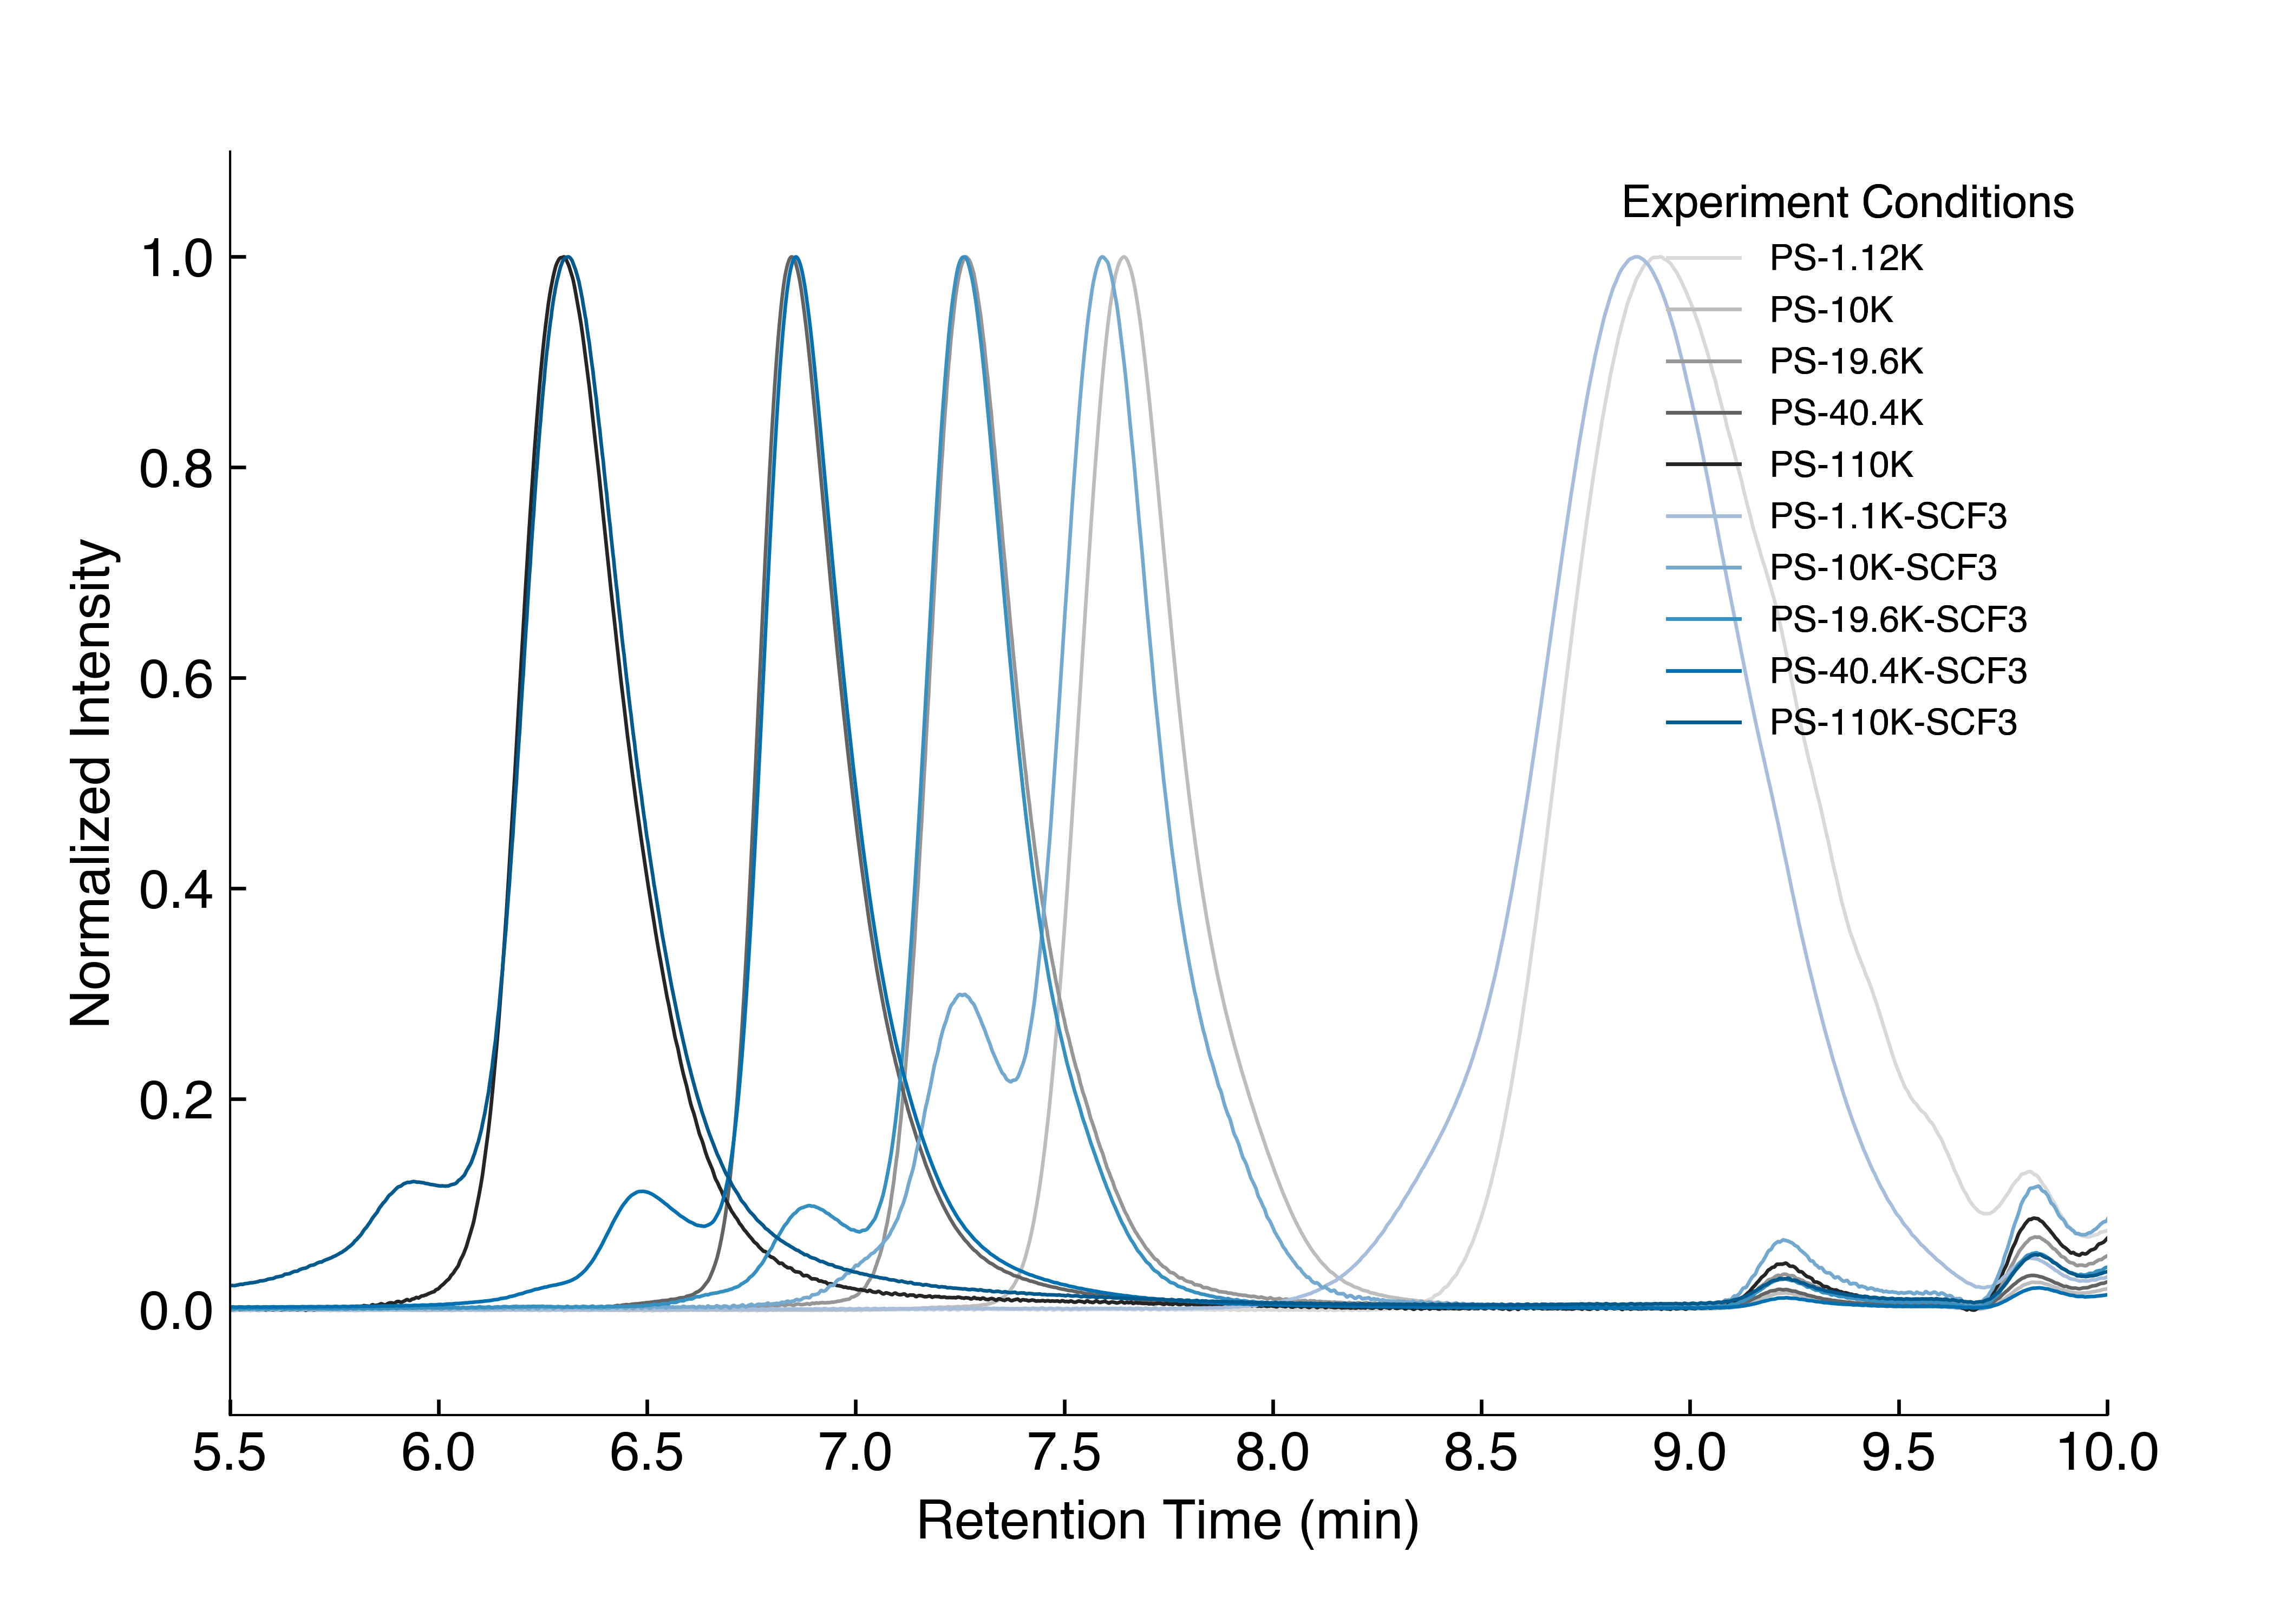 Experiment Conditions
PS-1.12K
PS-10K
PS-19.6K
PS-40.4K
PS-110K
PS-1.1K-SCF3
PS-10K-SCF3
PS-19.6K-SCF3
PS-40.4K-SCF3
PS-110K-SCF3
Normalized Intensity
1.0
0.8
0.6
0.4
0.2
0.0
5.5 6.0 6.5 7.0 7.5 8.0 8.5 9.0 9.5 10.0
Retention Time (min)